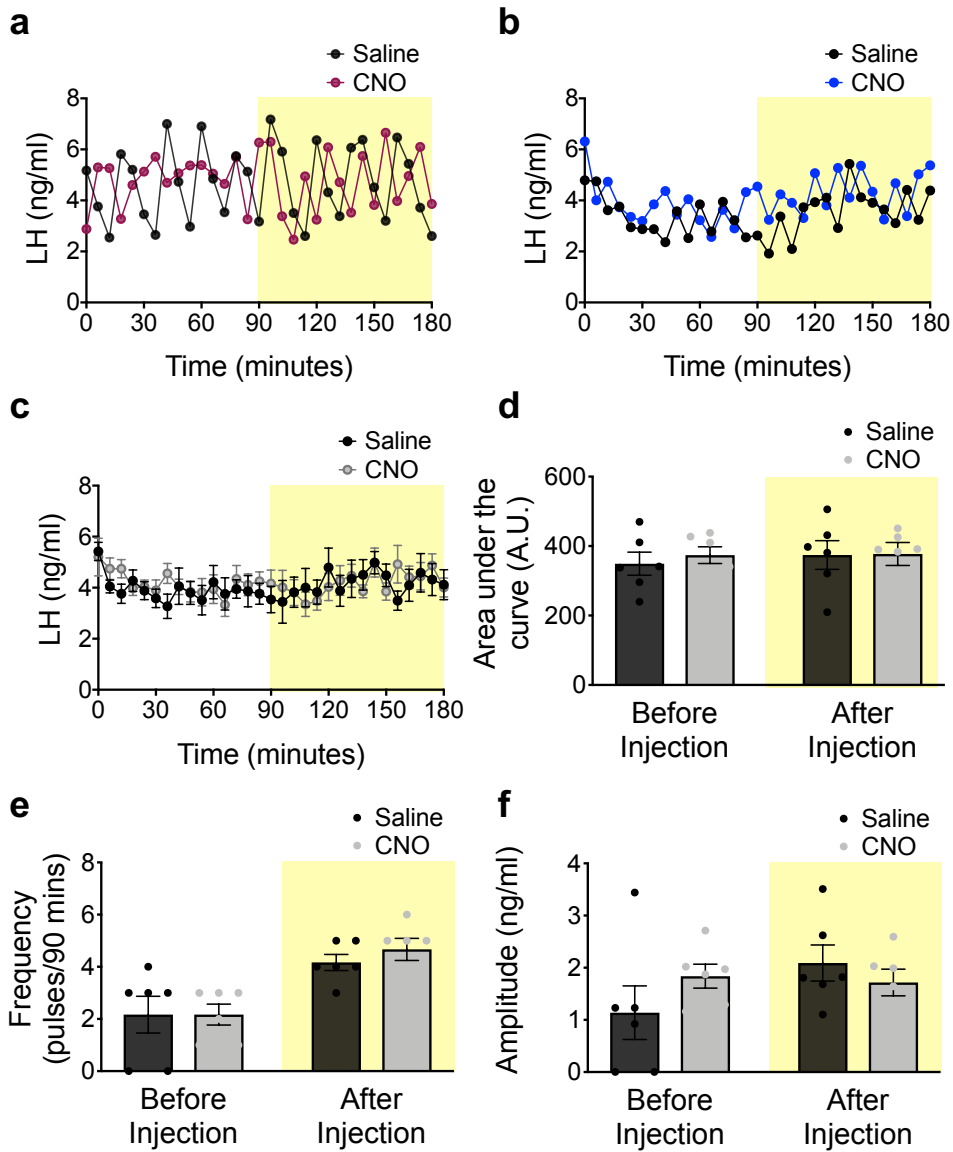 a
Saline
CNO
LH (ng/ml)
8
6
4
2
0
0 30 60 90 120 150 180
Time (minutes)
b
Saline
CNO
LH (ng/ml)
8
6
4
2
0
0 30 60 90 120 150 180
Time (minutes)
c
Saline
CNO
LH (ng/ml)
8
6
4
2
0
0 30 60 90 120 150 180
Time (minutes)
d
Saline
CNO
Area under the
curve (A.U.)
600
400
200
0
Before
Injection
After
Injection
e
Saline
CNO
Frequency
(pulses/90 mins)
8
6
4
2
0
Before
Injection
After
Injection
f
Saline
CNO
Amplitude (ng/ml)
4
3
2
1
0
Before
Injection
After
Injection